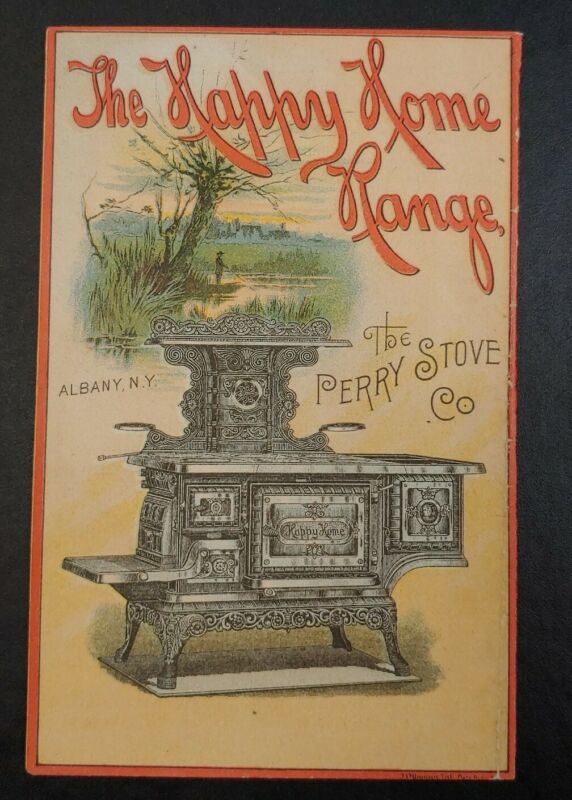 The Happy Home
Range,
The
PERRY STOVE
Co
ALBANY, N.Y.
Happy Home